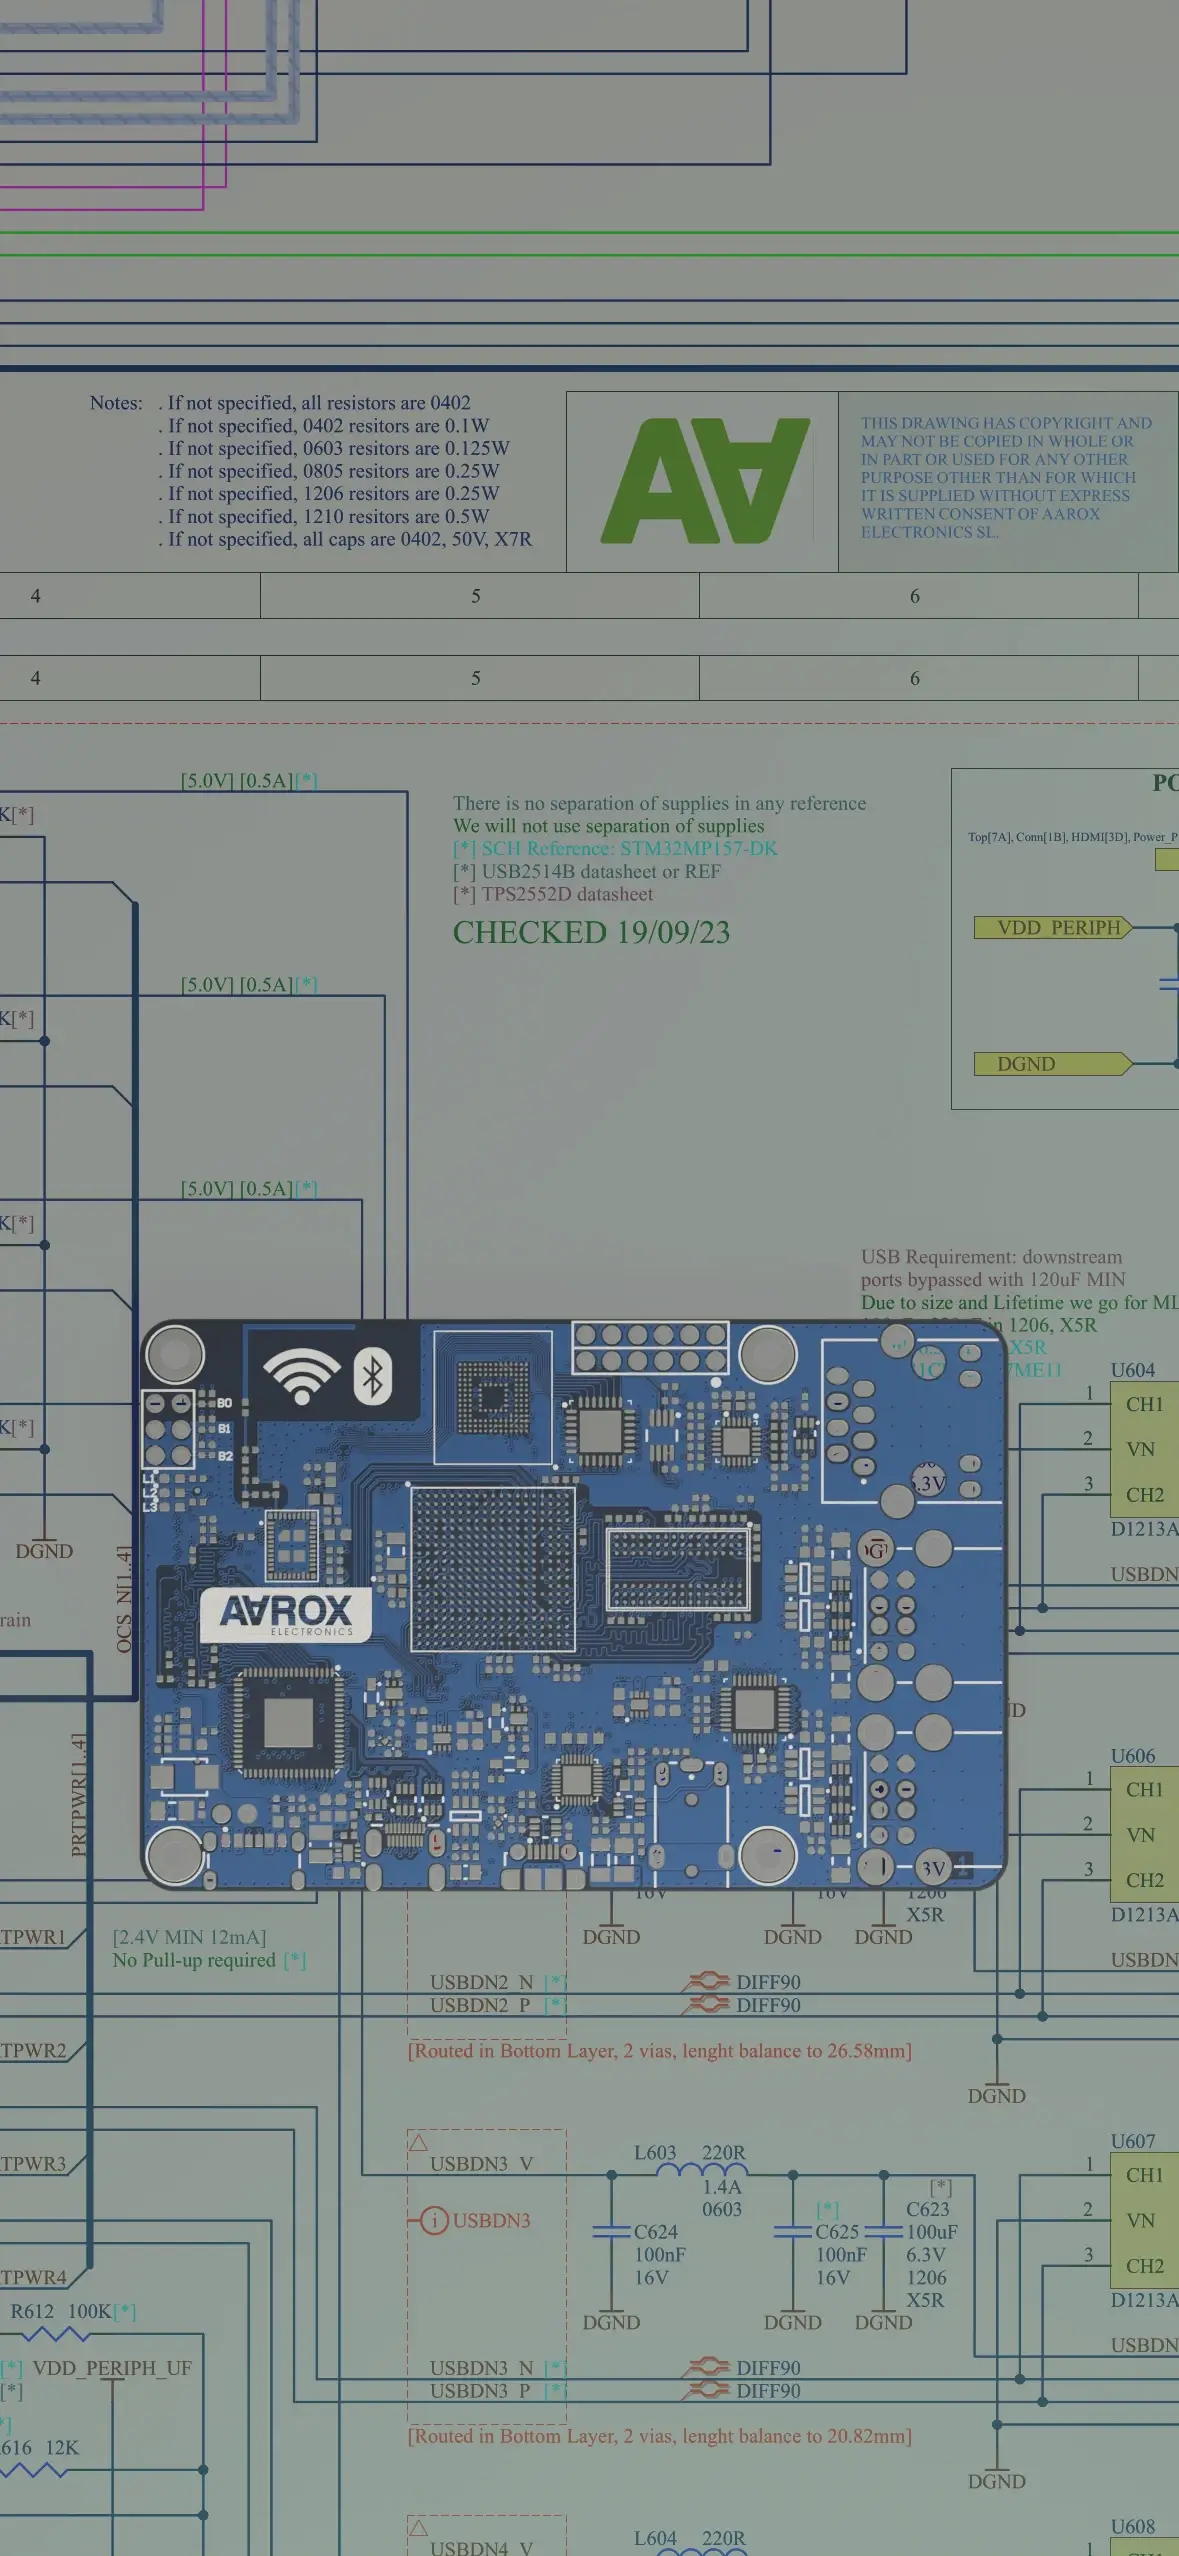 Notes: . If not specified, all resistors are 0402
. If not specified, 0402 resitors are 0.1W
. If not specified, 0603 resitors are 0.125W
. If not specified, 0805 resitors are 0.25W
. If not specified, 1206 resitors are 0.25W
. If not specified, 1210 resitors are 0.5W
. If not specified, all caps are 0402, 50V, X7R
THIS DRAWING HAS COPYRIGHT AND
MAY NOT BE COPIED IN WHOLE OR
IN PART OR USED FOR ANY OTHER
PURPOSE OTHER THAN FOR WHICH
IT IS SUPPLIED WITHOUT EXPRESS
WRITTEN CONSENT OF AAROX
ELECTRONICS SL.
4 5 6
4 5 6
[5.0V] [0.5A][*]
K[*]
There is no separation of supplies in any reference
We will not use separation of supplies
[*] SCH Reference: STM32MP157-DK
[*] USB2514B datasheet or REF
[*] TPS2552D datasheet
CHECKED 19/09/23
Top[7A], Conn[1B], HDMI[3D], Power_P
VDD_PERIPH
DGND
[5.0V] [0.5A][*]
K[*]
[5.0V] [0.5A][*]
K[*]
USB Requirement: downstream
ports bypassed with 120uF MIN
Due to size and Lifetime we go for ML
in 1206, X5R
X5R
7ME11
U604
1 CH1
2 VN
3 CH2
D1213A
USBDN
K[*]
DGND
OCS_N[1..4]
B0
B1
B2
L1
L2
L3
.3V
AAROX
ELECTRONICS
3V
1
PRTPWR[1..4]
U606
1 CH1
2 VN
3 CH2
D1213A
USBDN
16V
16V
1206
X5R
DGND
DGND
DGND
TPWR1
[2.4V MIN 12mA]
No Pull-up required [*]
USBDN2_N [*] DIFF90
USBDN2_P [*] DIFF90
[Routed in Bottom Layer, 2 vias, lenght balance to 26.58mm]
TPWR2
DGND
U607
1 CH1
2 VN
3 CH2
D1213A
USBDN
TPWR3
USBDN3_V
L603 220R
1.4A
0603
i USBDN3
C624
100nF
16V
[*]
C625
100nF
16V
[*]
C623
100uF
6.3V
1206
X5R
DGND
DGND
DGND
TPWR4
R612 100K[*]
[*] VDD_PERIPH_UF
[*]
USBDN3_N [*] DIFF90
USBDN3_P [*] DIFF90
[Routed in Bottom Layer, 2 vias, lenght balance to 20.82mm]
616 12K
DGND
USBDN4_V
L604 220R
U608
1